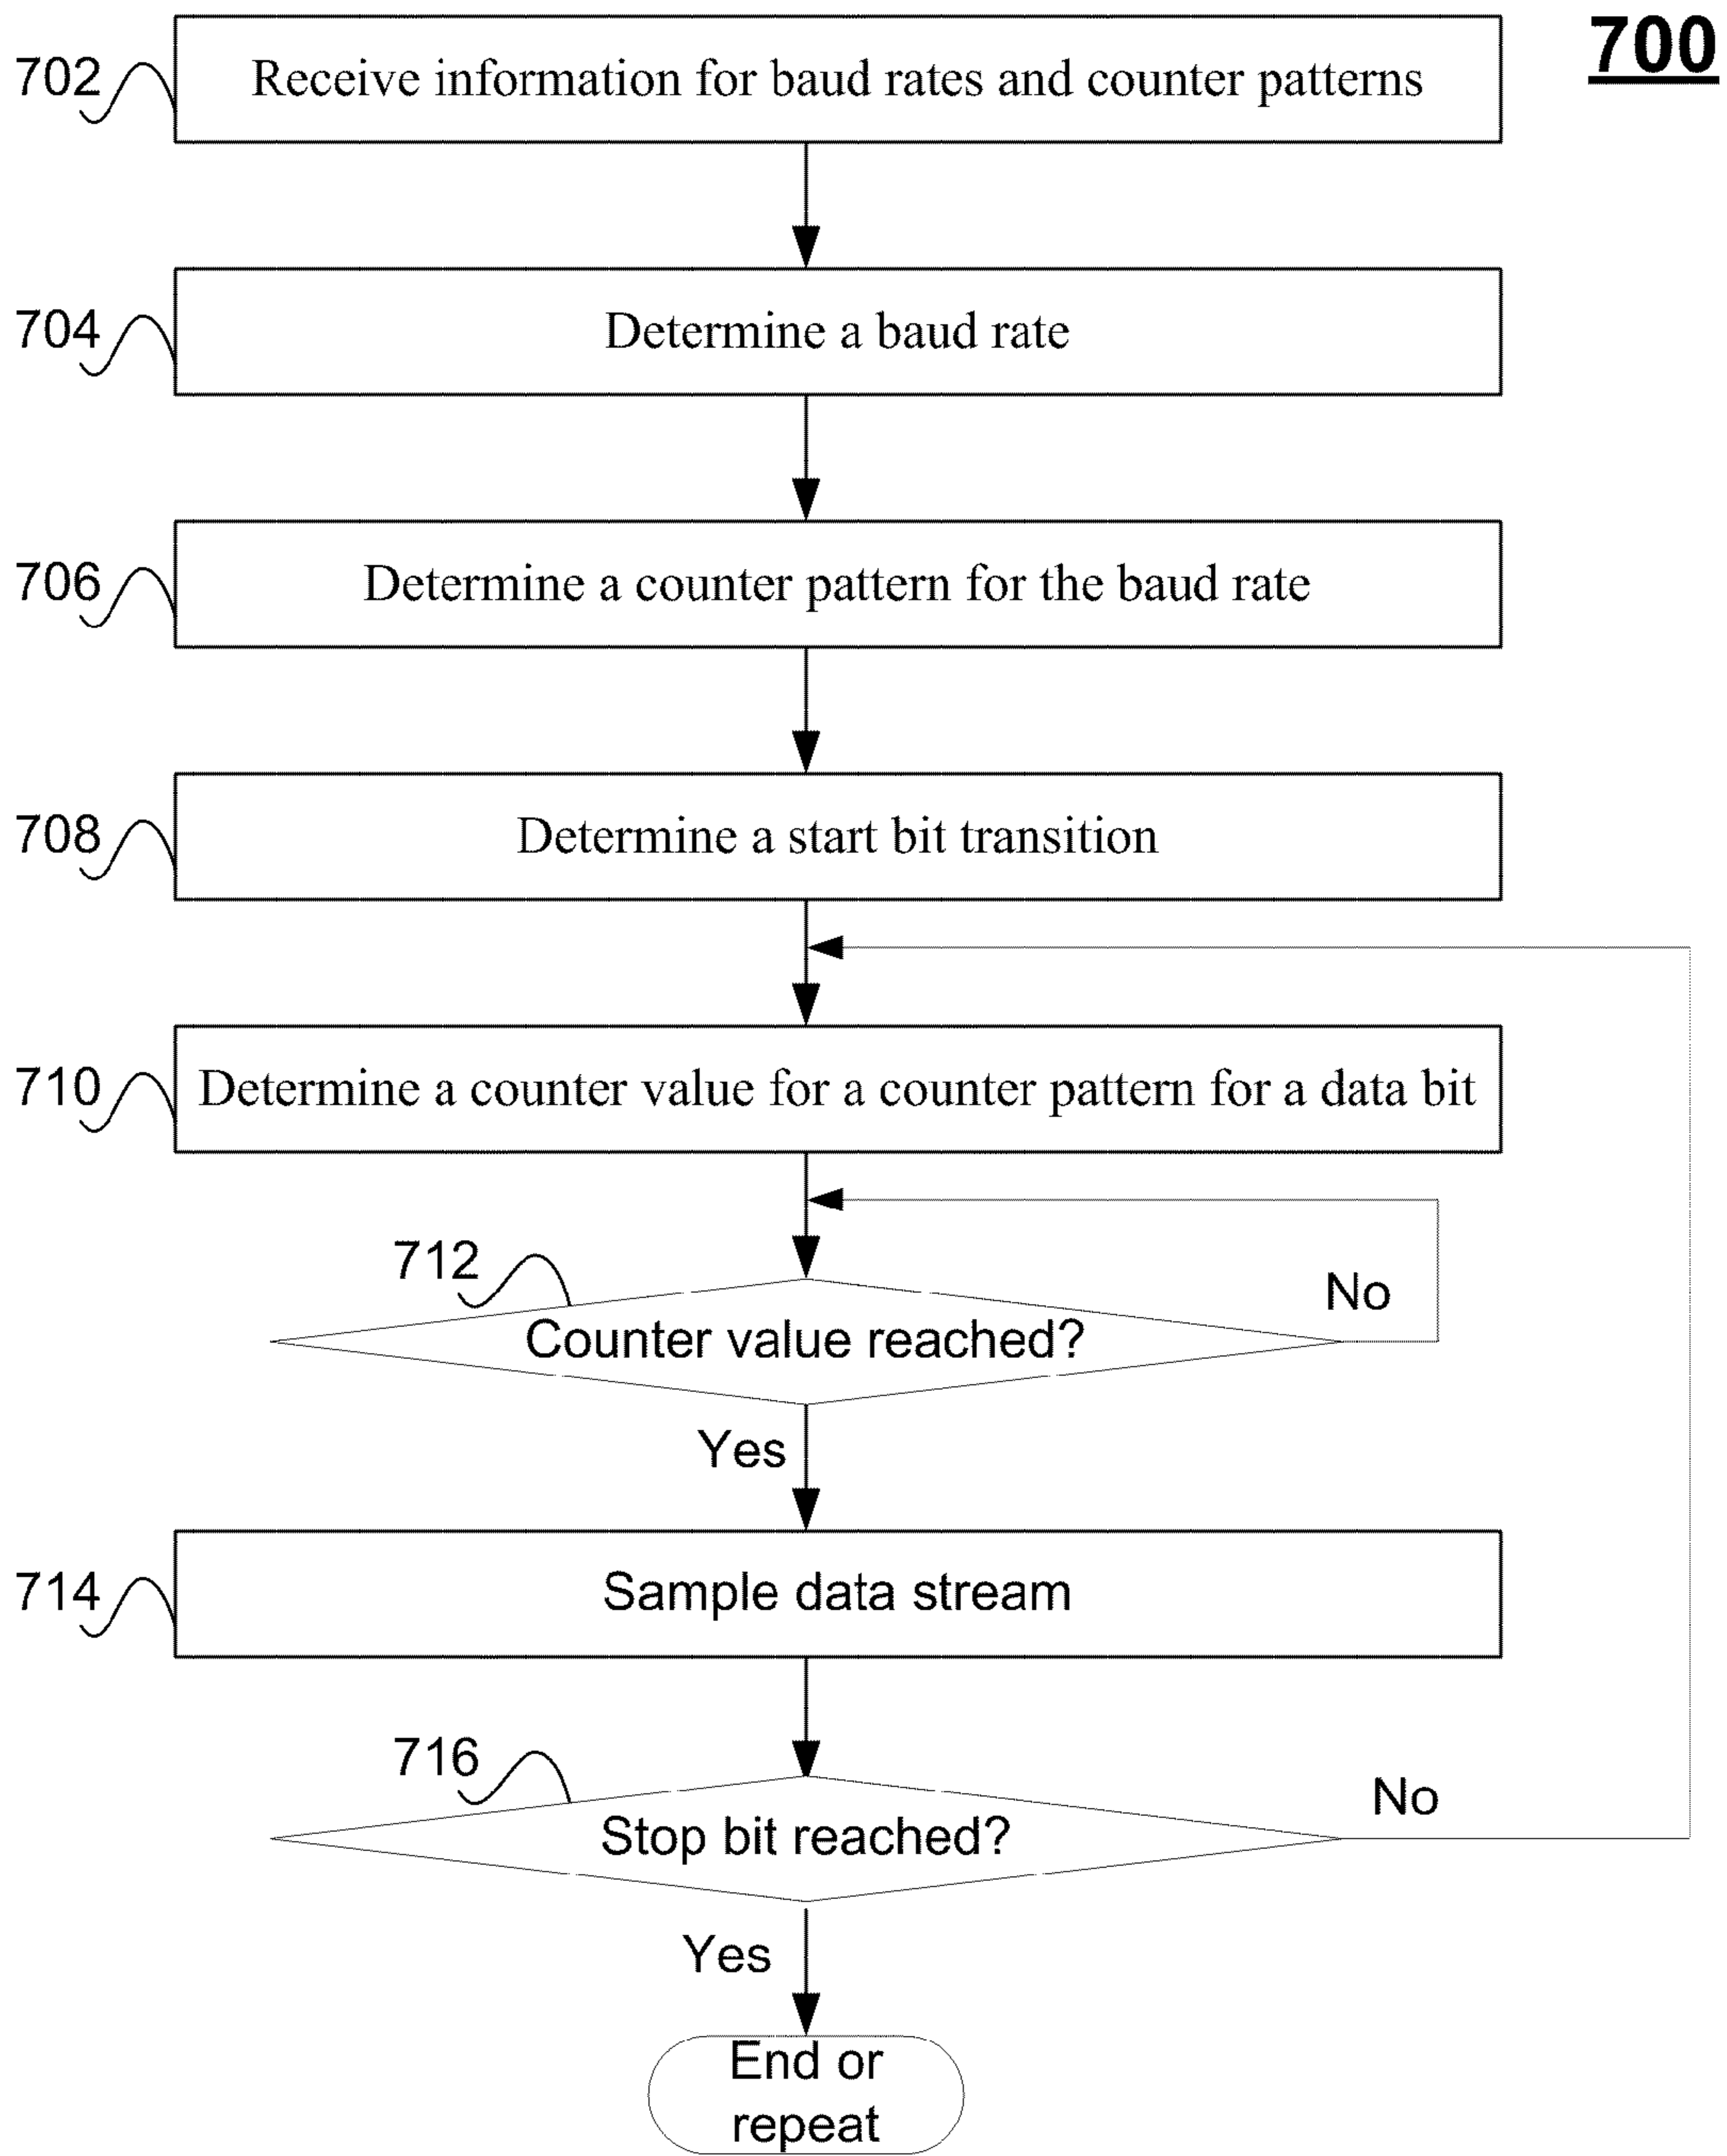 700
702
Receive information for baud rates and counter patterns
704
Determine a baud rate
706
Determine a counter pattern for the baud rate
708
Determine a start bit transition
710
Determine a counter value for a counter pattern for a data bit
712
No
Counter value reached?
Yes
714
Sample data stream
716
No
Stop bit reached?
Yes
End or
repeat